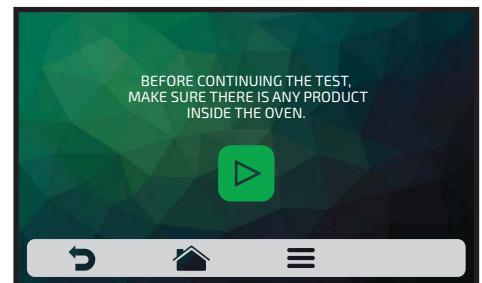 BEFORE CONTINUING THE TEST,
MAKE SURE THERE IS ANY PRODUCT
INSIDE THE OVEN.